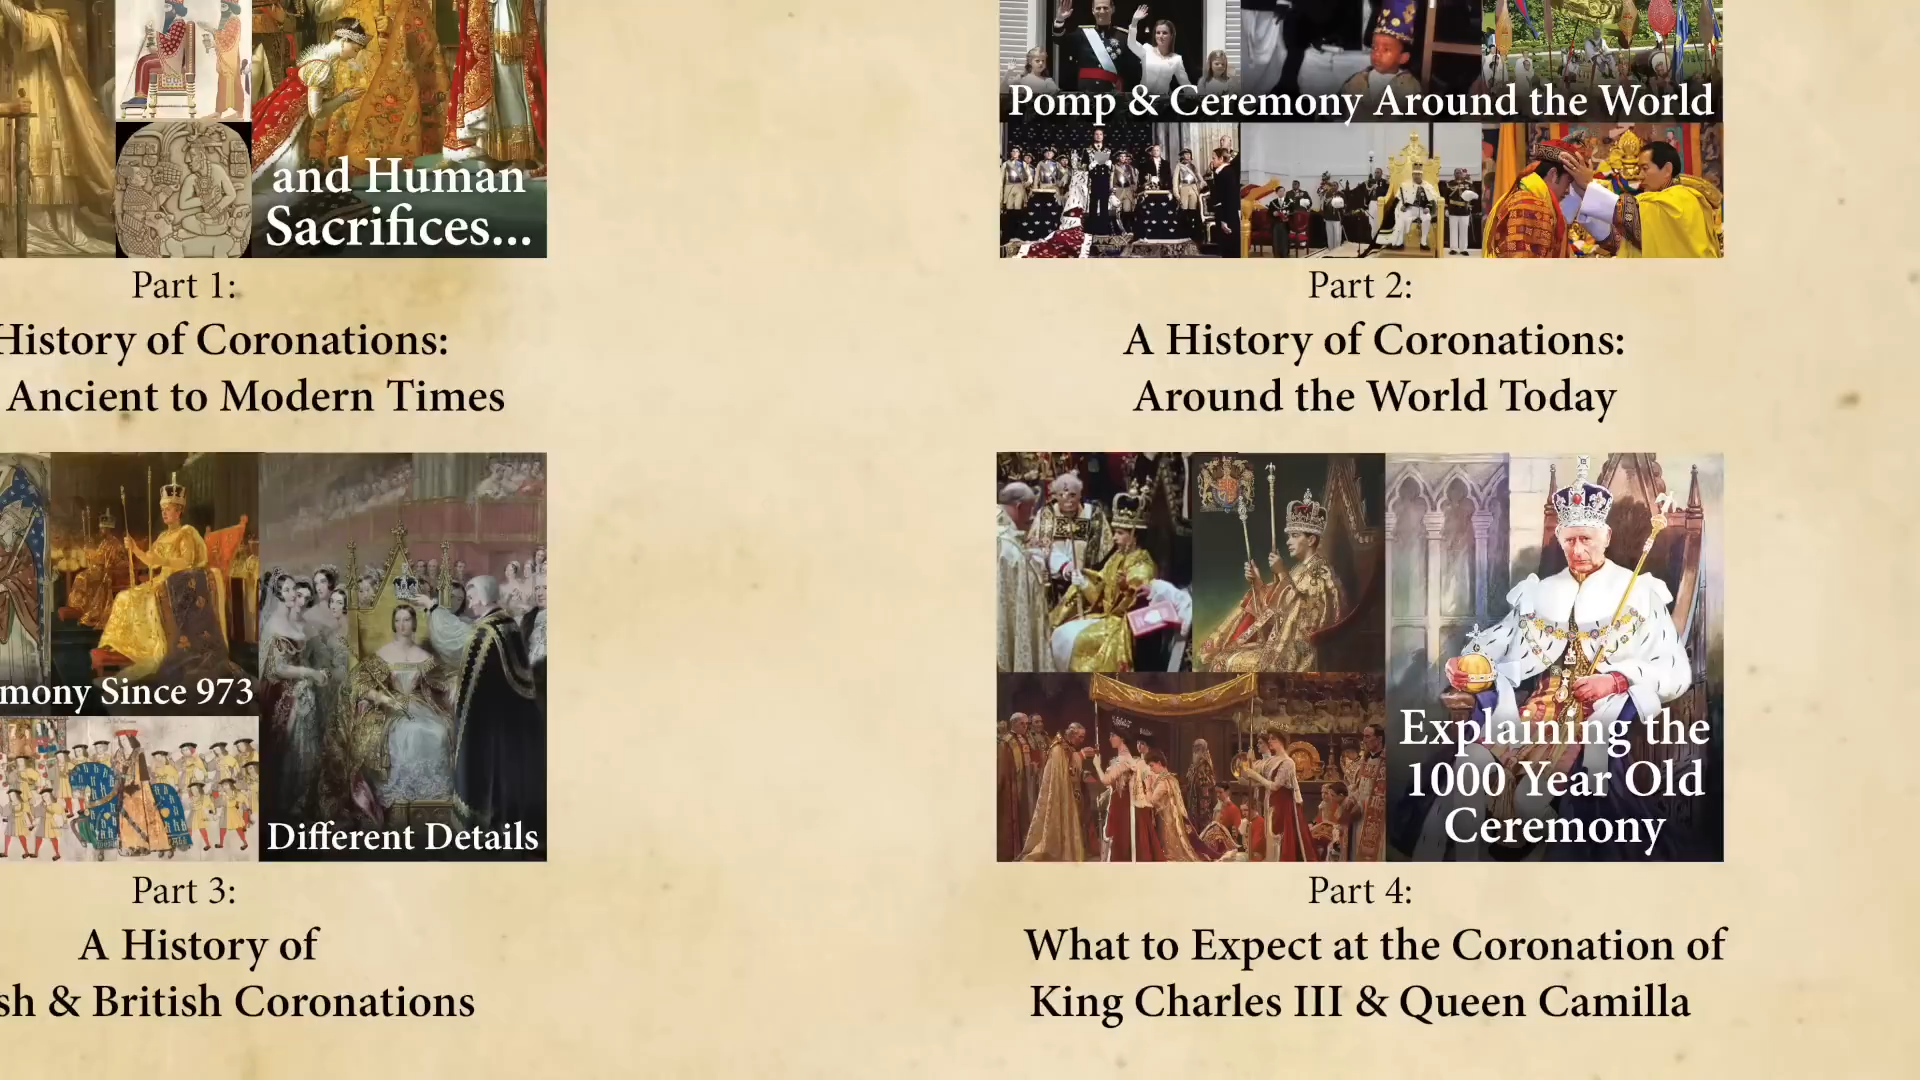 and Human
Sacrifices...
Part 1:
History of Coronations:
Ancient to Modern Times
Pomp & Ceremony Around the World
Part 2:
A History of Coronations:
Around the World Today
mony Since 973
Different Details
Part 3:
A History of
sh & British Coronations
Explaining the
1000 Year Old
Ceremony
Part 4:
What to Expect at the Coronation of
King Charles III & Queen Camilla